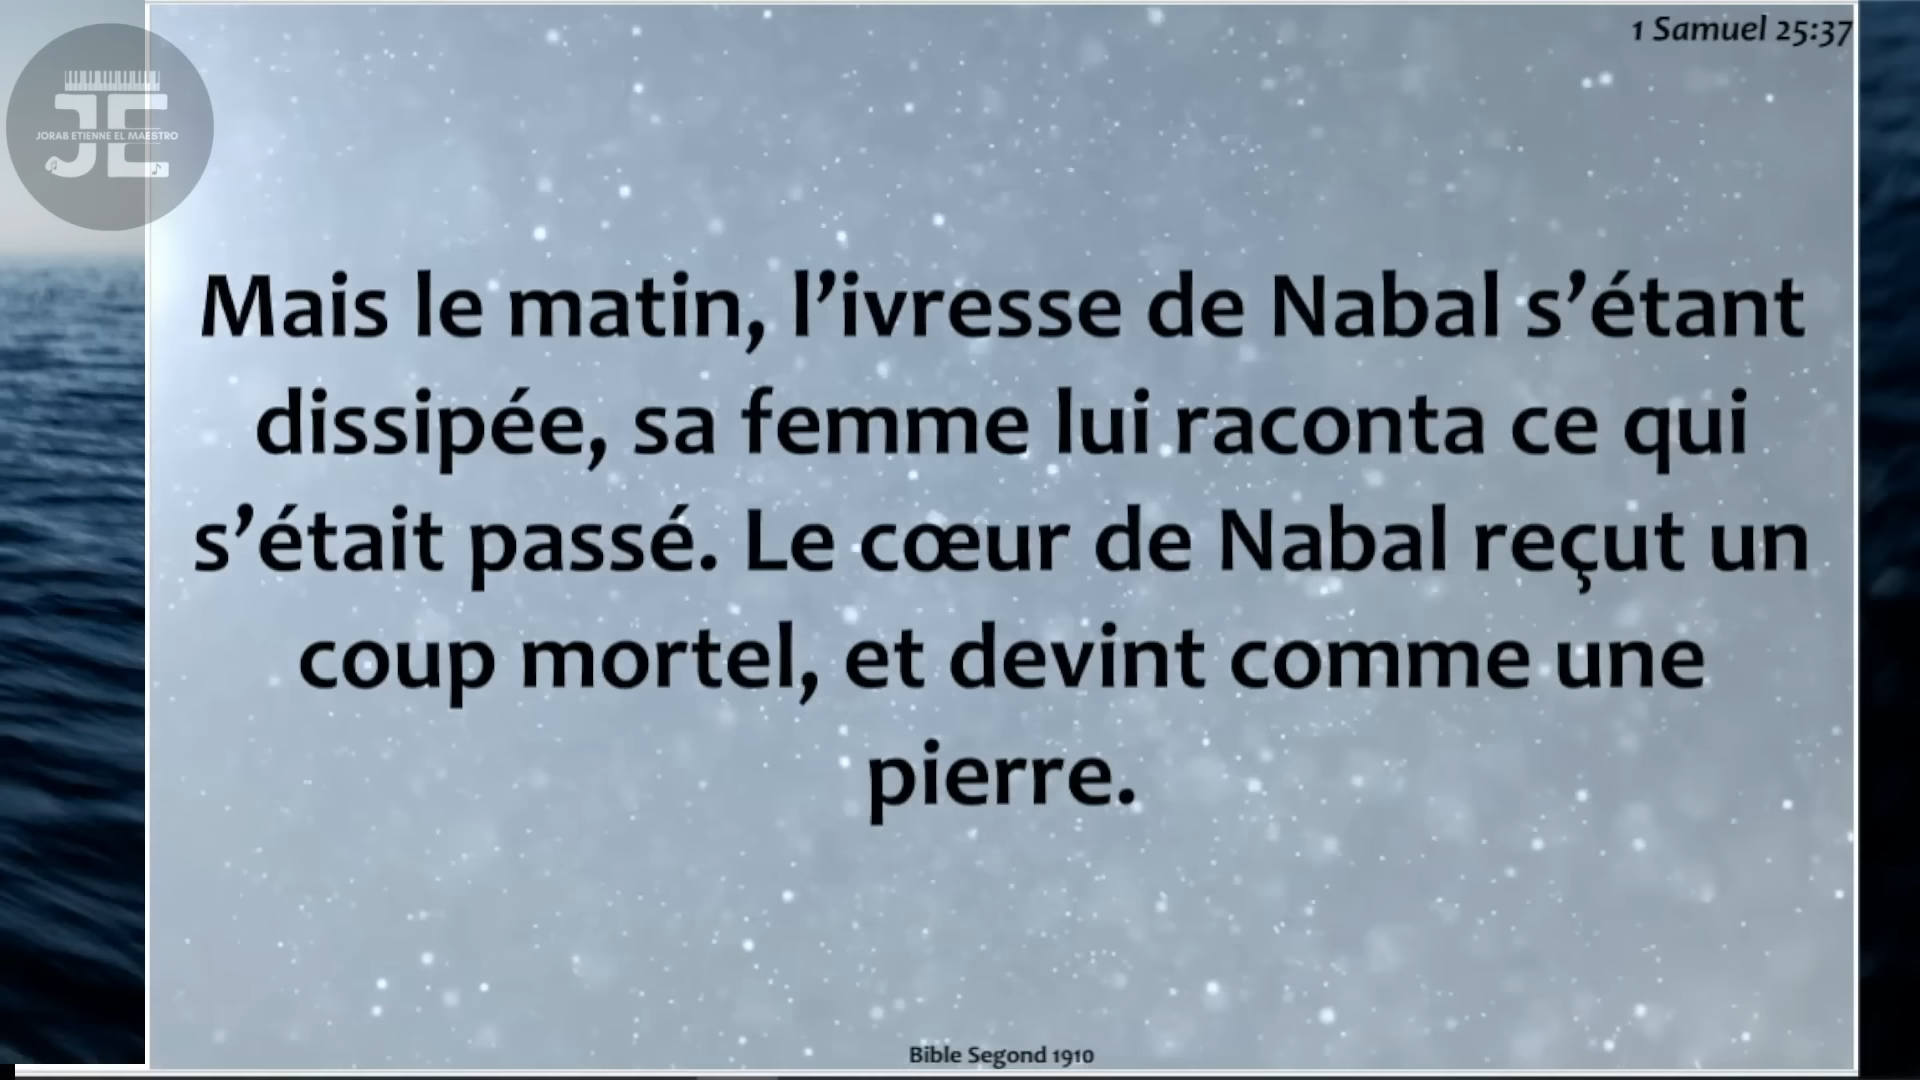 1 Samuel 25:37
JORAB ETIENNE EL MAESTRO
JE
Mais le matin, l’ivresse de Nabal s’étant
dissipée, sa femme lui raconta ce qui
s’était passé. Le cœur de Nabal reçut un
coup mortel, et devint comme une
pierre.
Bible Segond 1910